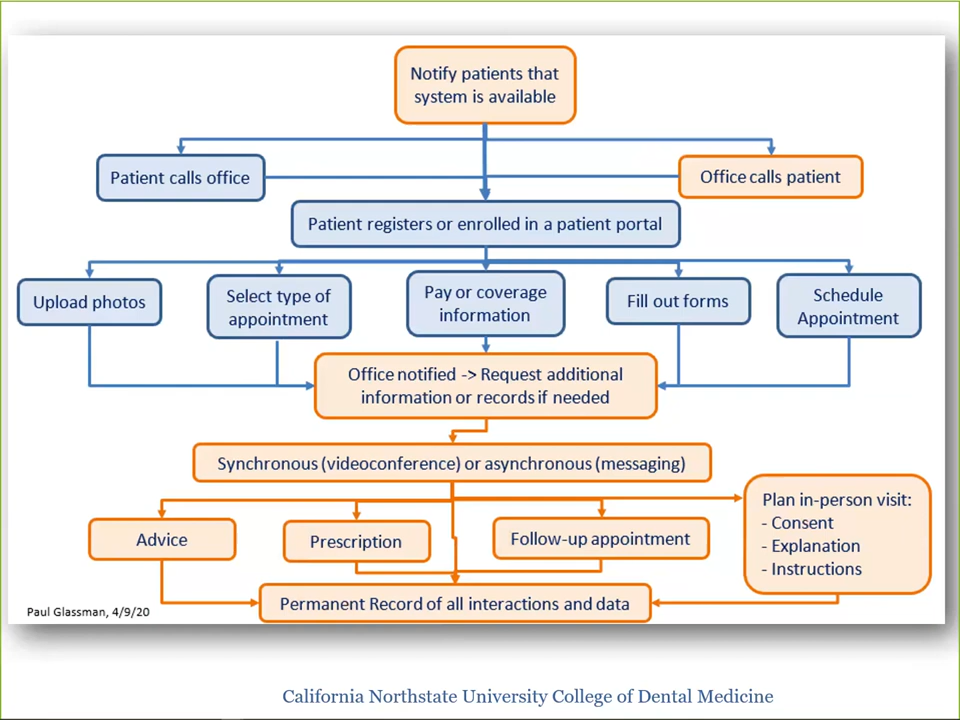 Notify patients that
system is available
Patient calls office
Office calls patient
Patient registers or enrolled in a patient portal
Upload photos
Select type of
appointment
Pay or coverage
information
Fill out forms
Schedule
Appointment
Office notified -> Request additional
information or records if needed
Synchronous (videoconference) or asynchronous (messaging)
Advice
Prescription
Follow-up appointment
Plan in-person visit:
- Consent
- Explanation
- Instructions
Permanent Record of all interactions and data
Paul Glassman, 4/9/20
California Northstate University College of Dental Medicine